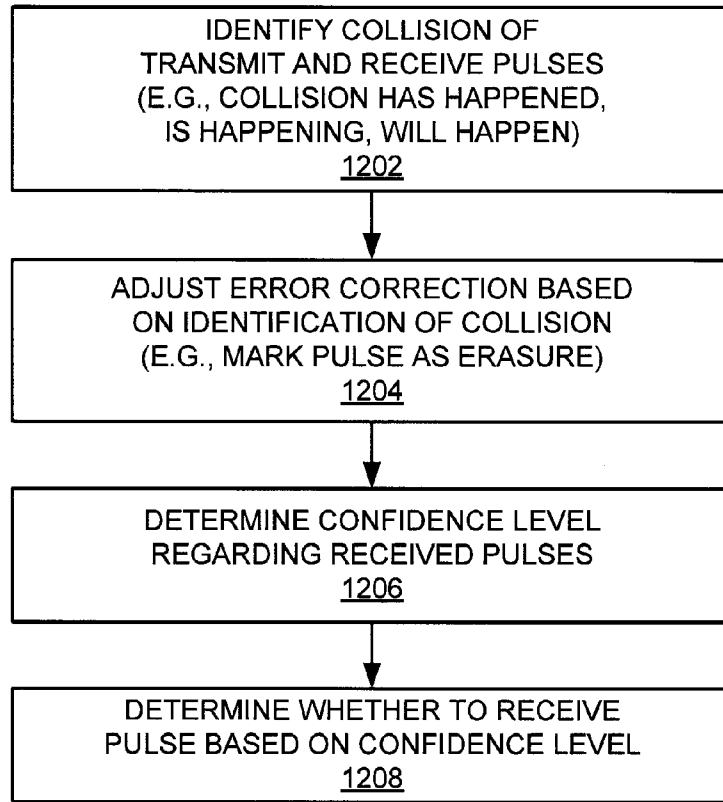 IDENTIFY COLLISION OF
TRANSMIT AND RECEIVE PULSES
(E.G., COLLISION HAS HAPPENED,
IS HAPPENING, WILL HAPPEN)
1202
ADJUST ERROR CORRECTION BASED
ON IDENTIFICATION OF COLLISION
(E.G., MARK PULSE AS ERASURE)
1204
DETERMINE CONFIDENCE LEVEL
REGARDING RECEIVED PULSES
1206
DETERMINE WHETHER TO RECEIVE
PULSE BASED ON CONFIDENCE LEVEL
1208